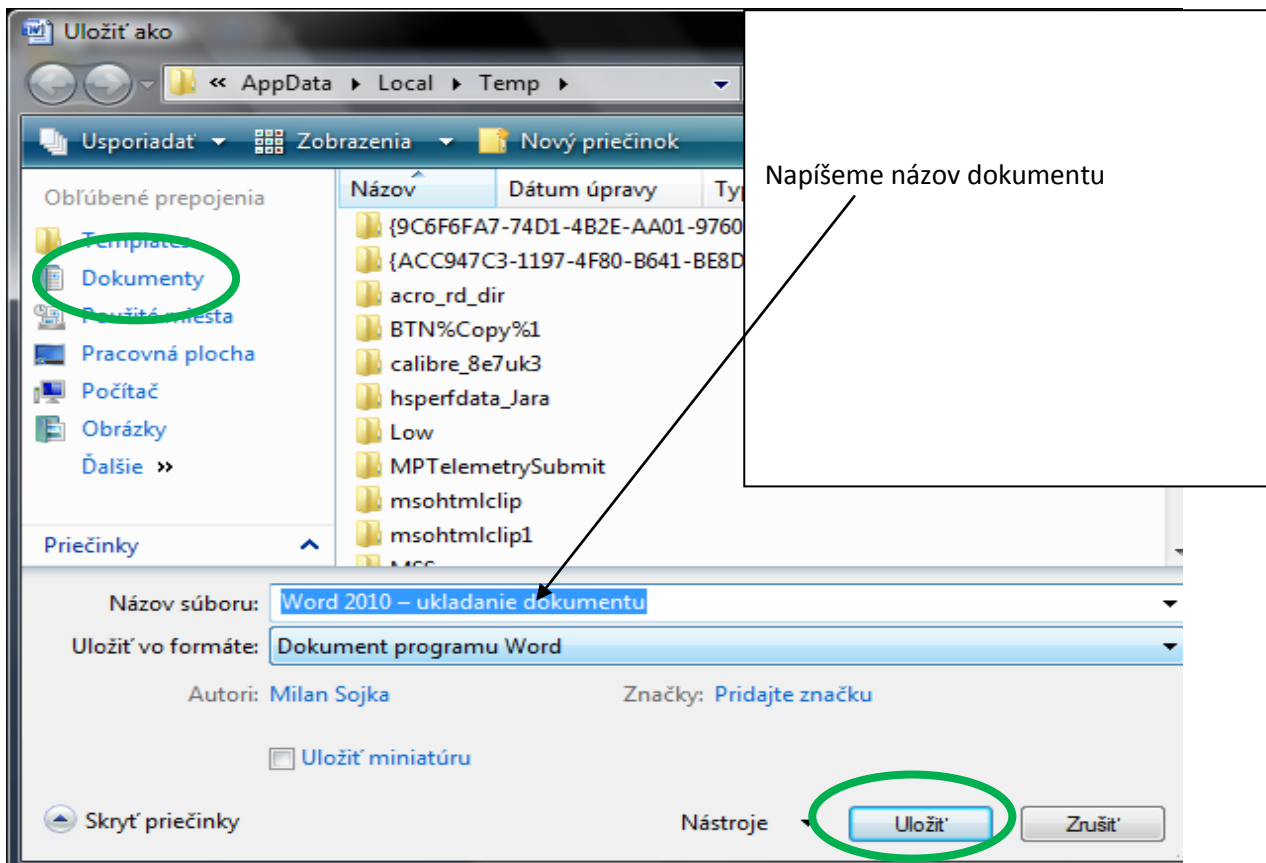 Uložiť ako
« AppData Local Temp
Usporiadať Zobrazenia Nový priečinok
Napíšeme názov dokumentu
Obľúbené prepojenia
Templates
Dokumenty
Použité miesta
Pracovná plocha
Počítač
Obrázky
Ďalšie »
Priečinky
Názov Dátum úpravy
{9C6F6FA7-74D1-4B2E-AA01-9760
{ACC947C3-1197-4F80-B641-BE8D
acro_rd_dir
BTN%Copy%1
calibre_8e7uk3
hsperfdata_Jara
Low
MPTelemetrySubmit
msohtmlclip
msohtmlclip1
Názov súboru: Word 2010 – ukladanie dokumentu
Uložiť vo formáte: Dokument programu Word
Autori: Milan Sojka Značky: Pridajte značku
Uložiť miniatúru
Skryť priečinky Nástroje Uložiť Zrušiť